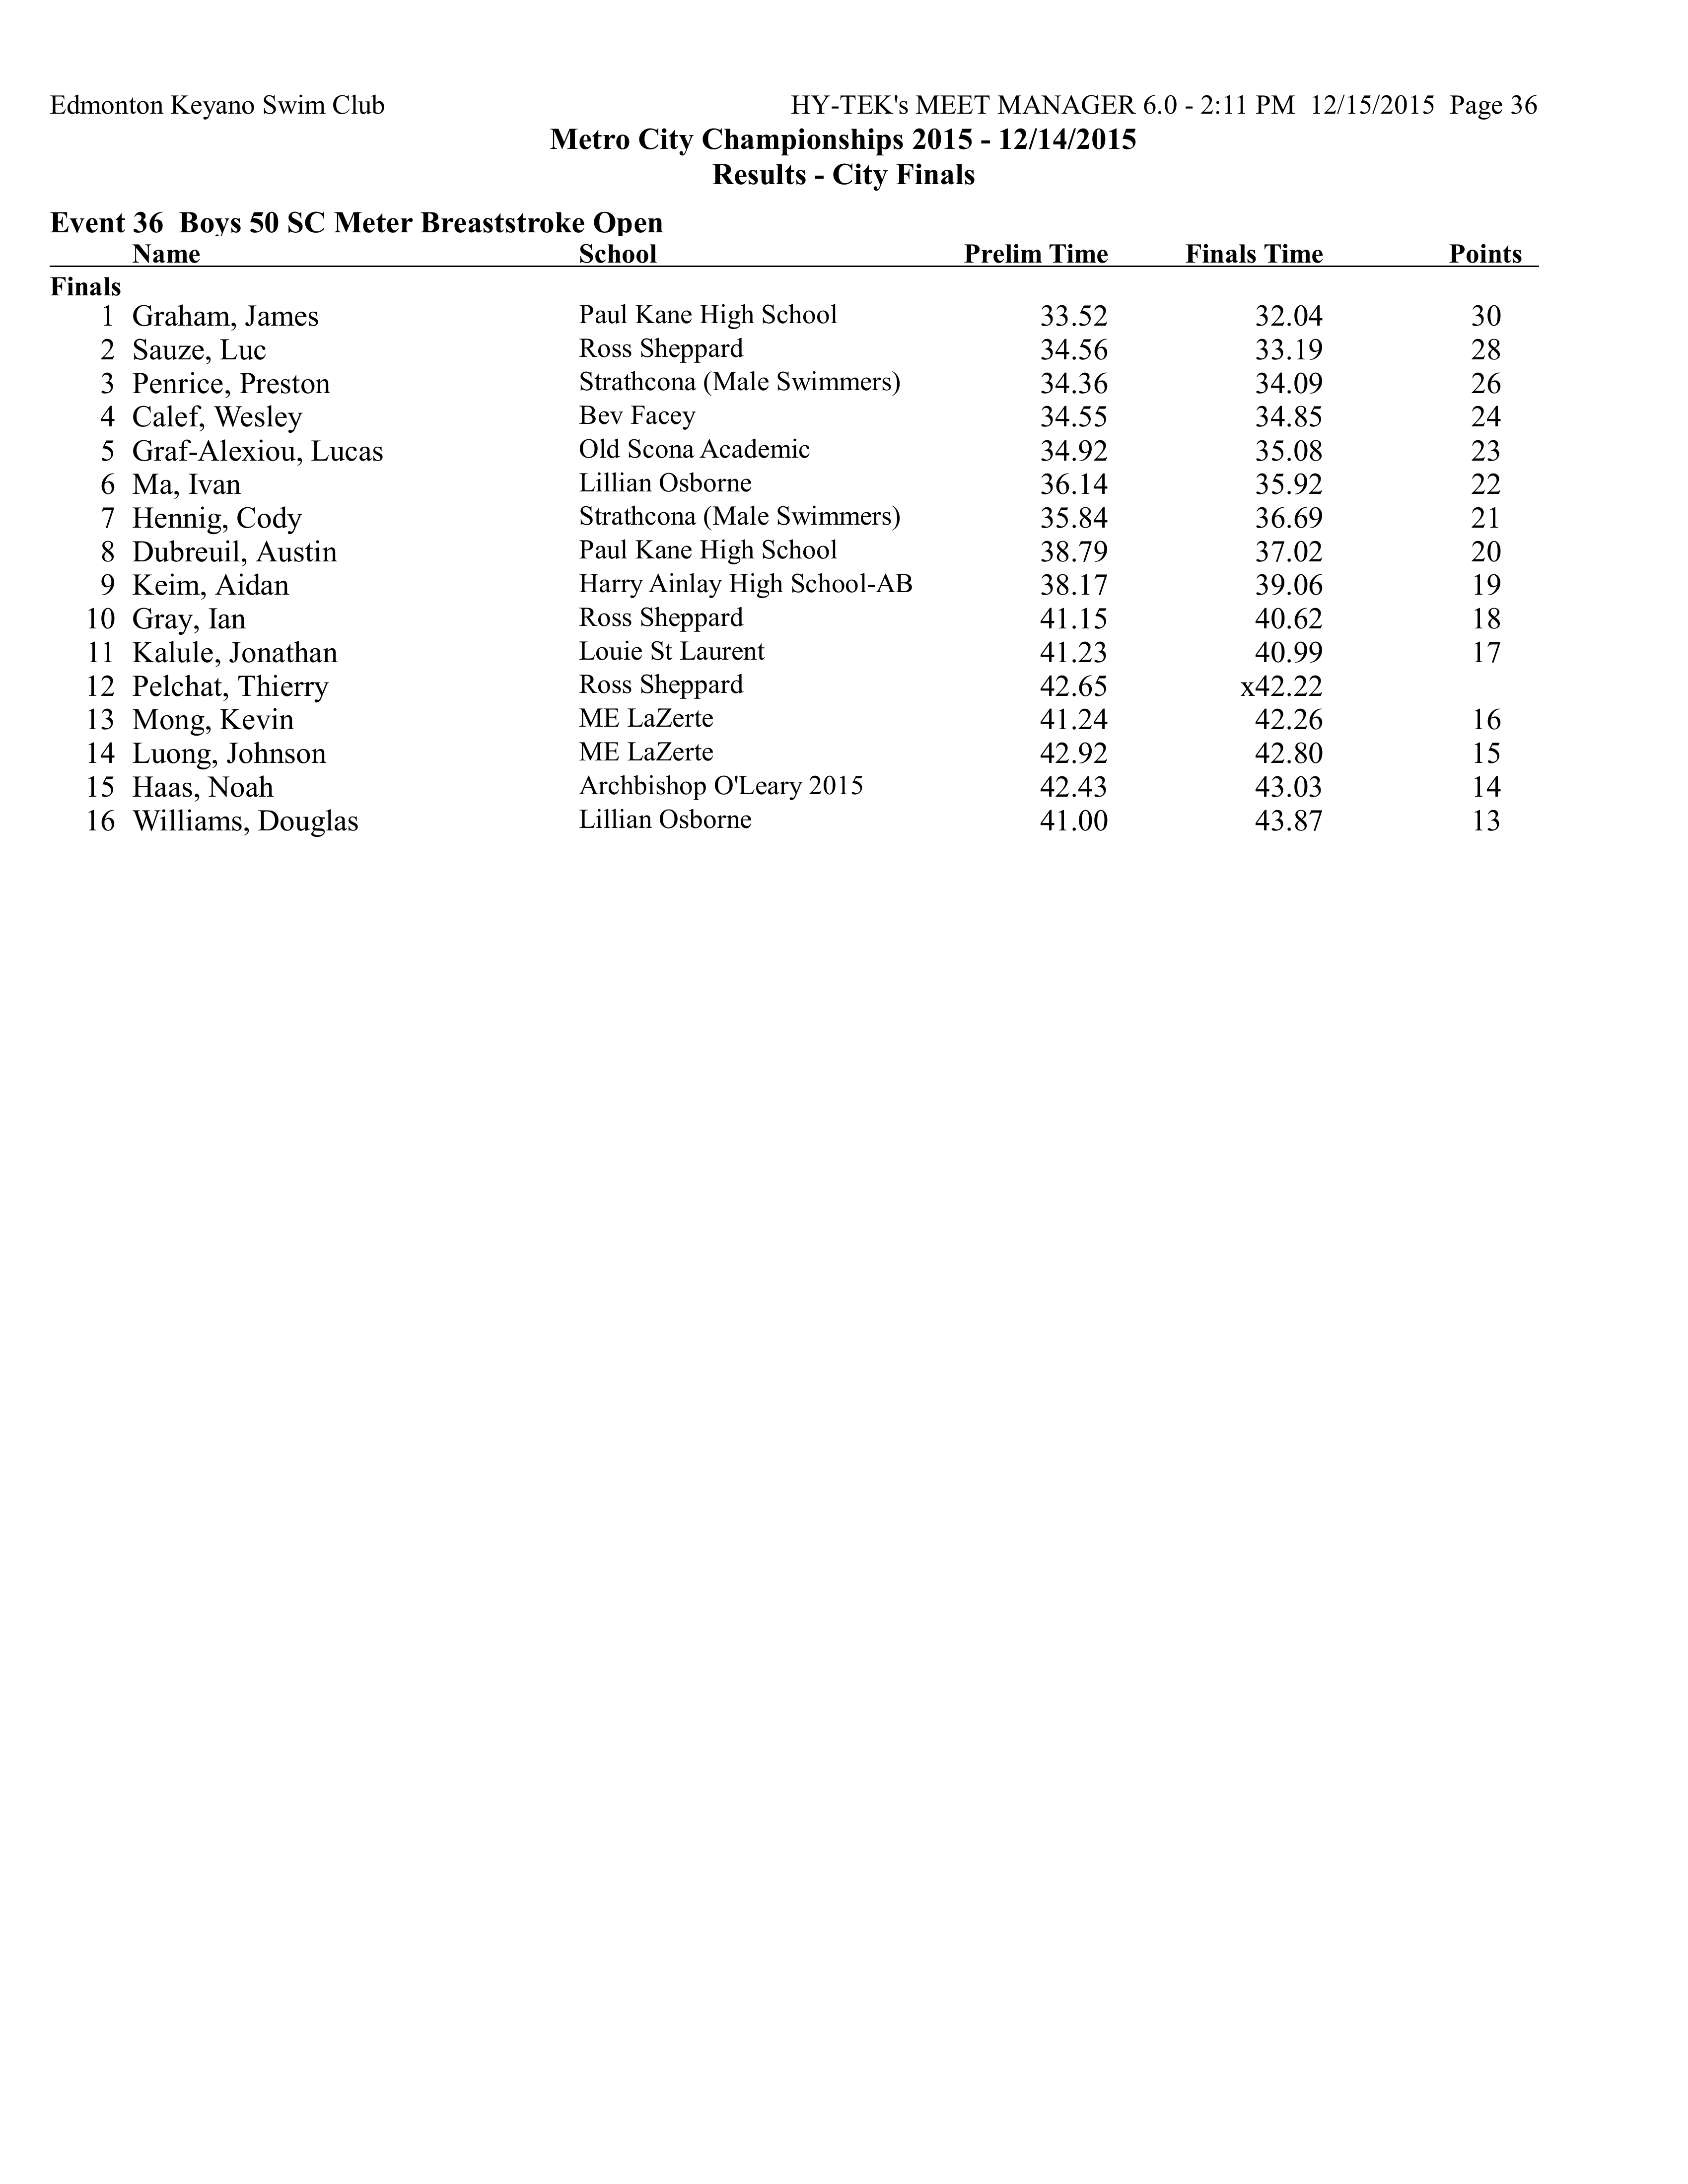 Edmonton Keyano Swim Club HY-TEK's MEET MANAGER 6.0 - 2:11 PM 12/15/2015 Page 36
Metro City Championships 2015 - 12/14/2015
Results - City Finals
Event 36 Boys 50 SC Meter Breaststroke Open
Name School Prelim Time Finals Time Points
Finals
1 Graham, James Paul Kane High School 33.52 32.04 30
2 Sauze, Luc Ross Sheppard 34.56 33.19 28
3 Penrice, Preston Strathcona (Male Swimmers) 34.36 34.09 26
4 Calef, Wesley Bev Facey 34.55 34.85 24
5 Graf-Alexiou, Lucas Old Scona Academic 34.92 35.08 23
6 Ma, Ivan Lillian Osborne 36.14 35.92 22
7 Hennig, Cody Strathcona (Male Swimmers) 35.84 36.69 21
8 Dubreuil, Austin Paul Kane High School 38.79 37.02 20
9 Keim, Aidan Harry Ainlay High School-AB 38.17 39.06 19
10 Gray, Ian Ross Sheppard 41.15 40.62 18
11 Kalule, Jonathan Louie St Laurent 41.23 40.99 17
12 Pelchat, Thierry Ross Sheppard 42.65 x42.22
13 Mong, Kevin ME LaZerte 41.24 42.26 16
14 Luong, Johnson ME LaZerte 42.92 42.80 15
15 Haas, Noah Archbishop O'Leary 2015 42.43 43.03 14
16 Williams, Douglas Lillian Osborne 41.00 43.87 13